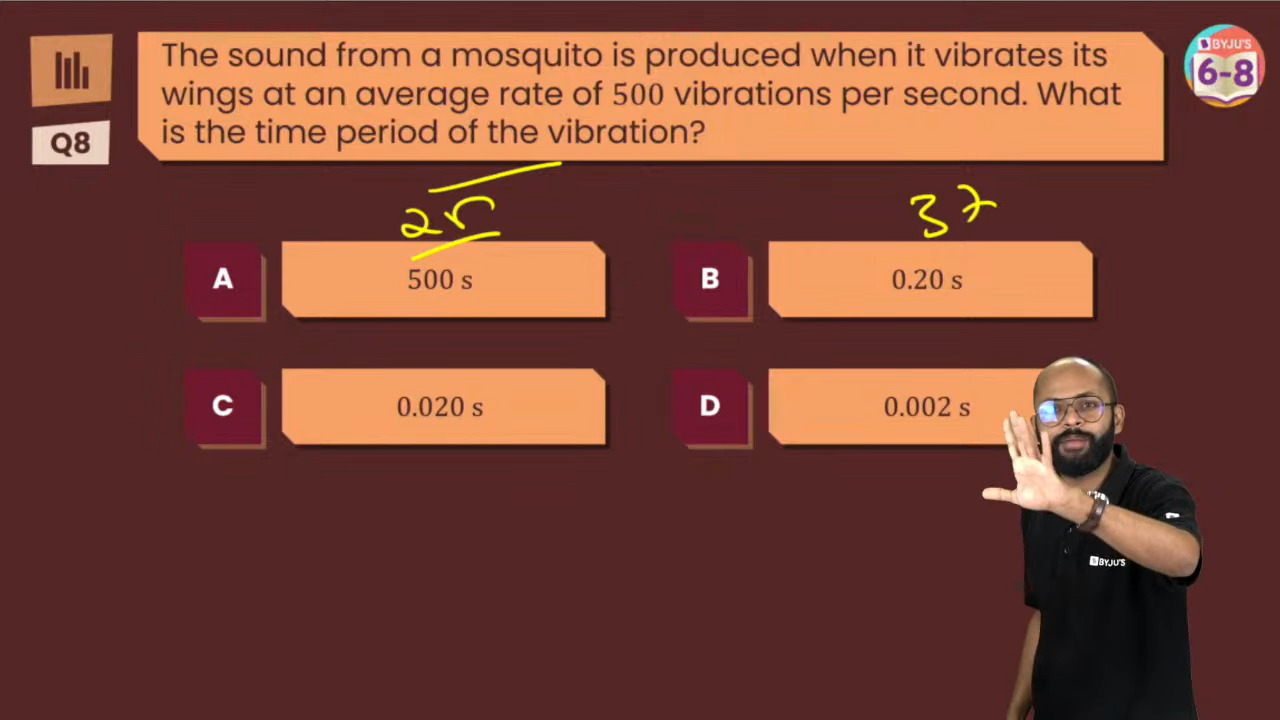 BYJU'S
6-8
The sound from a mosquito is produced when it vibrates its
wings at an average rate of 500 vibrations per second. What
is the time period of the vibration?
Q8
A
500 s
B
0.20 s
C
0.020 s
D
0.002 s
BYJU'S